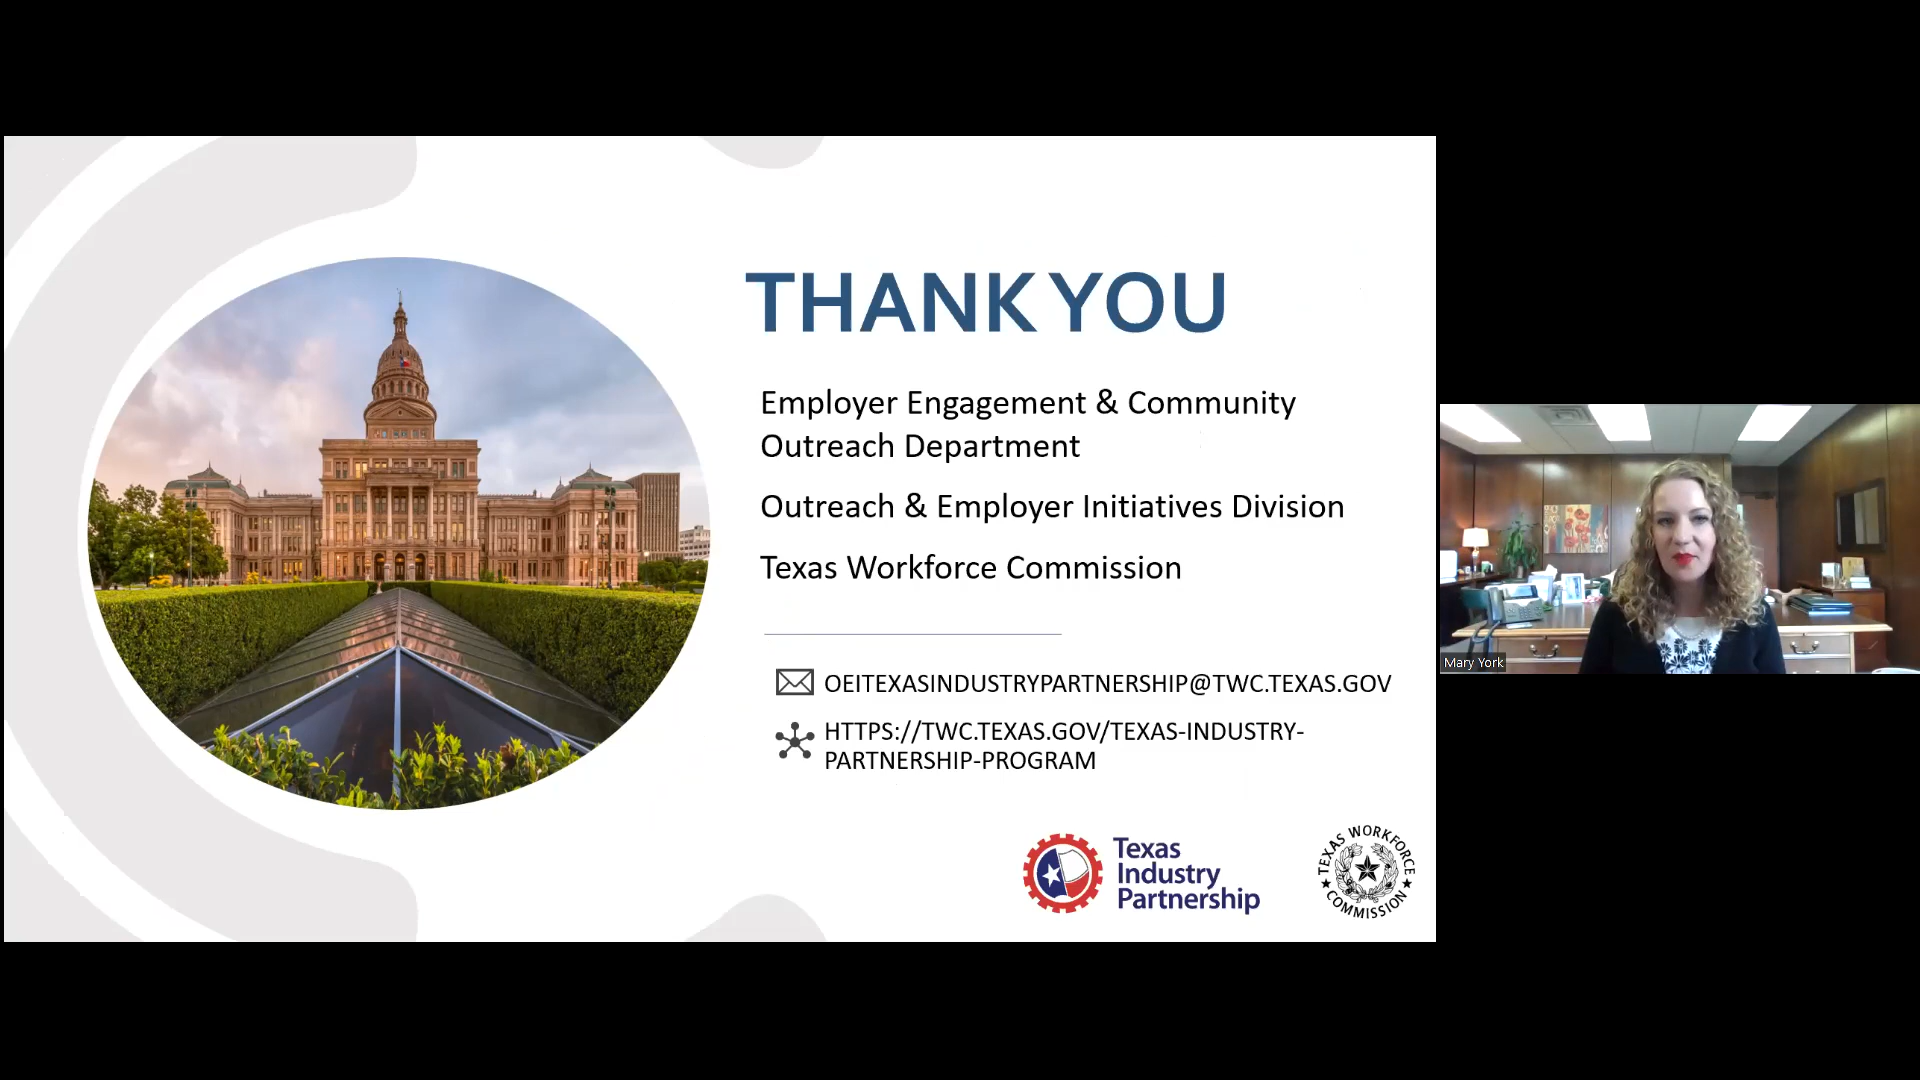 THANK YOU
Employer Engagement & Community
Outreach Department
Outreach & Employer Initiatives Division
Texas Workforce Commission
OEITEXASINDUSTRYPARTNERSHIP@TWC.TEXAS.GOV
HTTPS://TWC.TEXAS.GOV/TEXAS-INDUSTRY-
PARTNERSHIP-PROGRAM
Texas
Industry
Partnership
TEXAS WORKFORCE
COMMISSION
Mary York